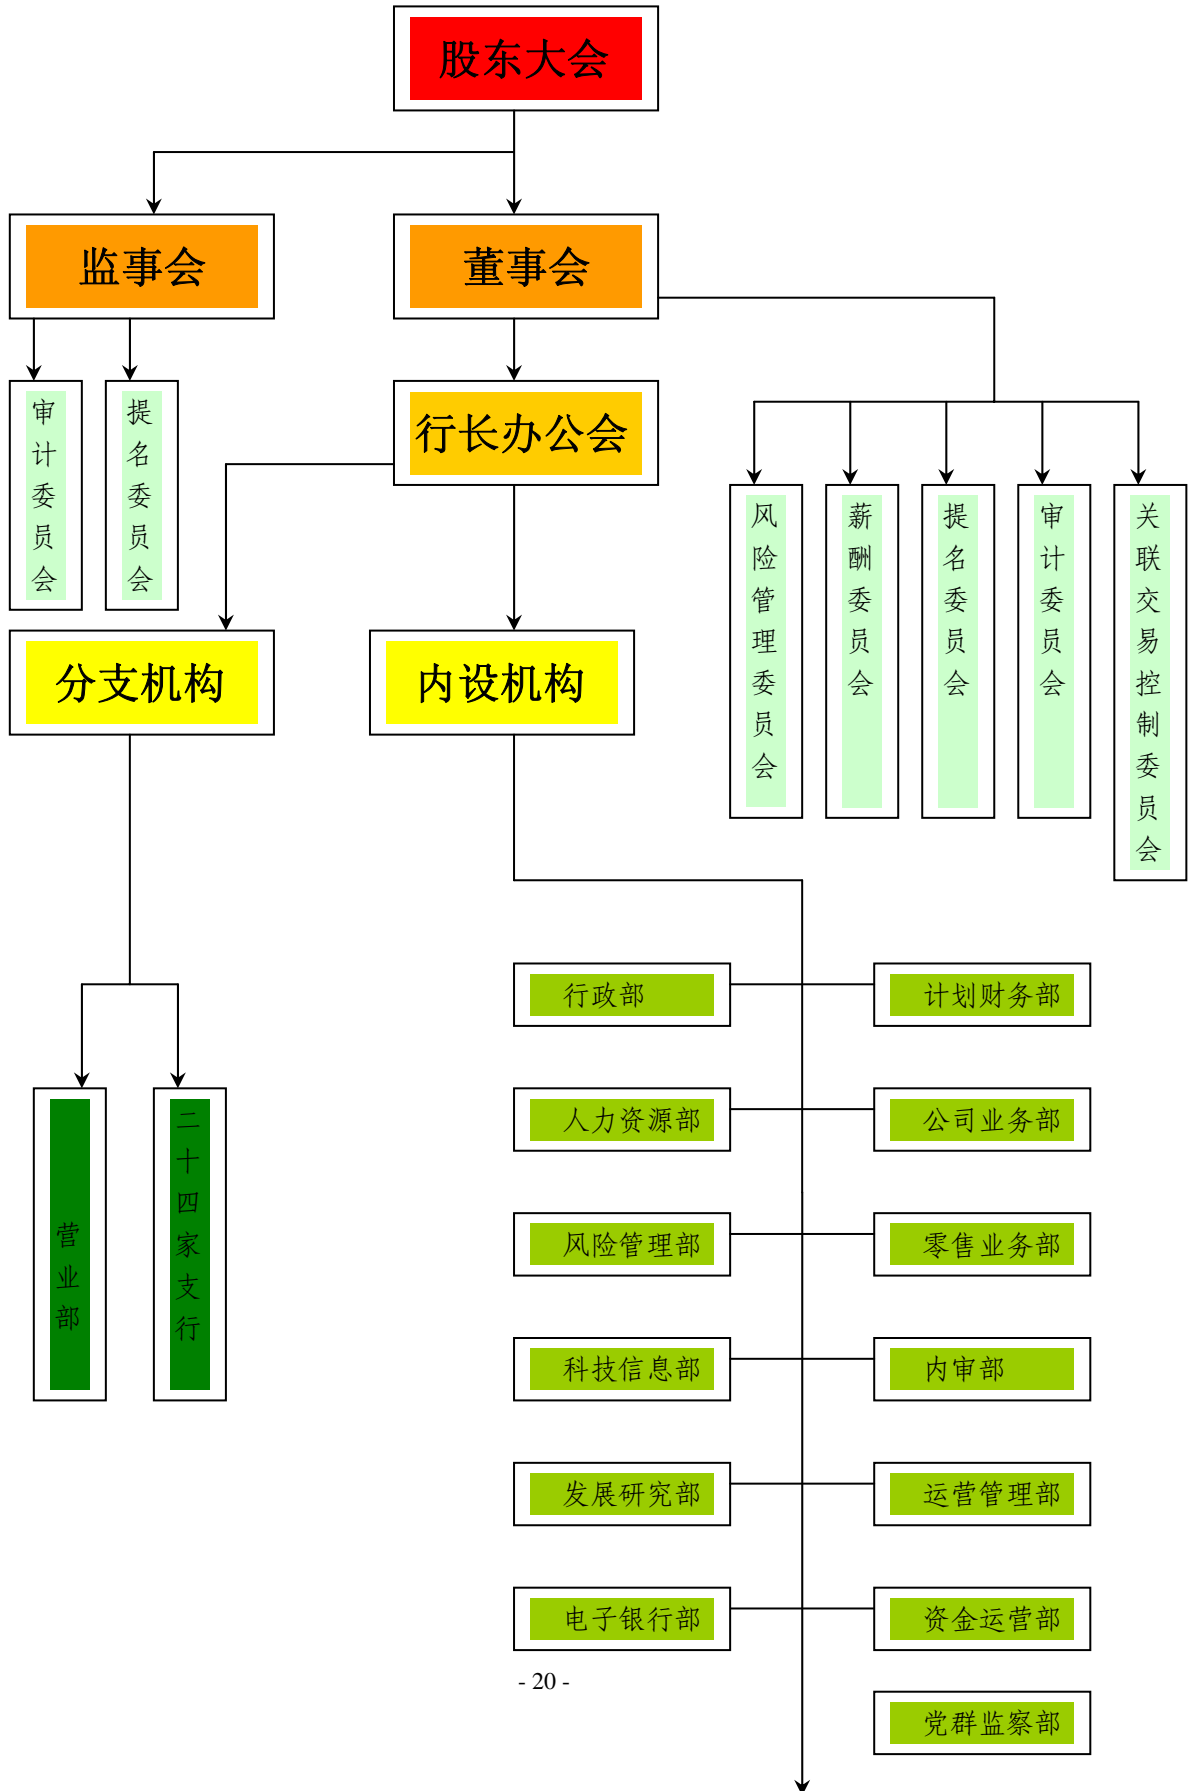 股东大会
监事会
董事会
审计委员会
提名委员会
行长办公会
风险管理委员会
薪酬委员会
提名委员会
审计委员会
关联交易控制委员会
分支机构
内设机构
行政部
计划财务部
营业部
二十四家支行
人力资源部
公司业务部
风险管理部
零售业务部
科技信息部
内审部
发展研究部
运营管理部
电子银行部
资金运营部
- 20 -
党群监察部